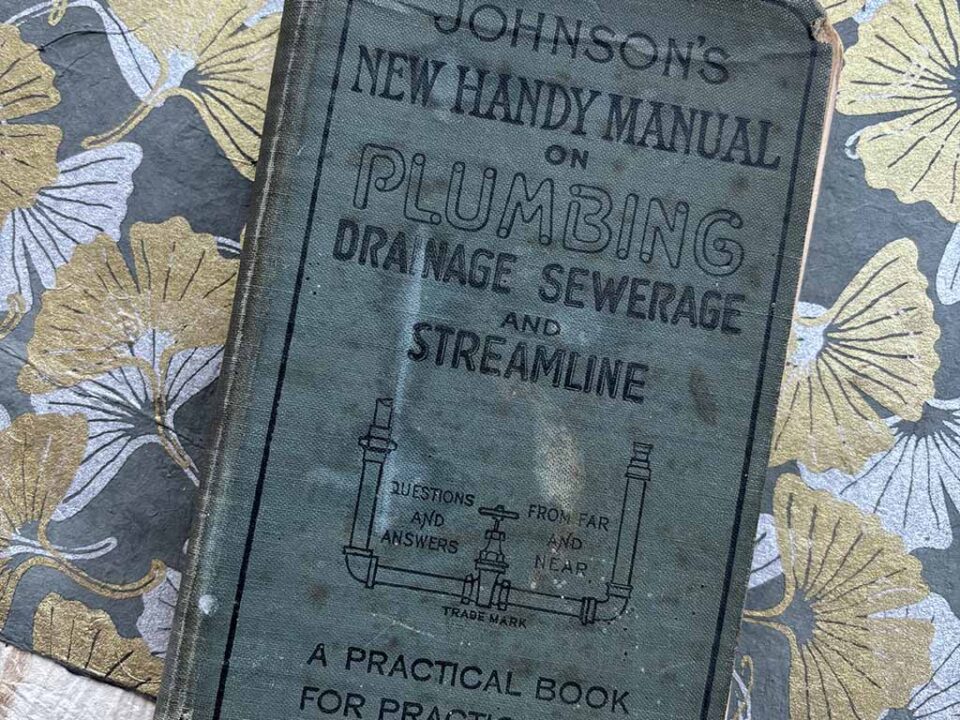 JOHNSON'S
NEW HANDY MANUAL
ON
PLUMBING
DRAINAGE SEWERAGE
AND
STREAMLINE
QUESTIONS
AND
ANSWERS
FROM FAR
AND
NEAR
TRADE MARK
A PRACTICAL BOOK
FOR